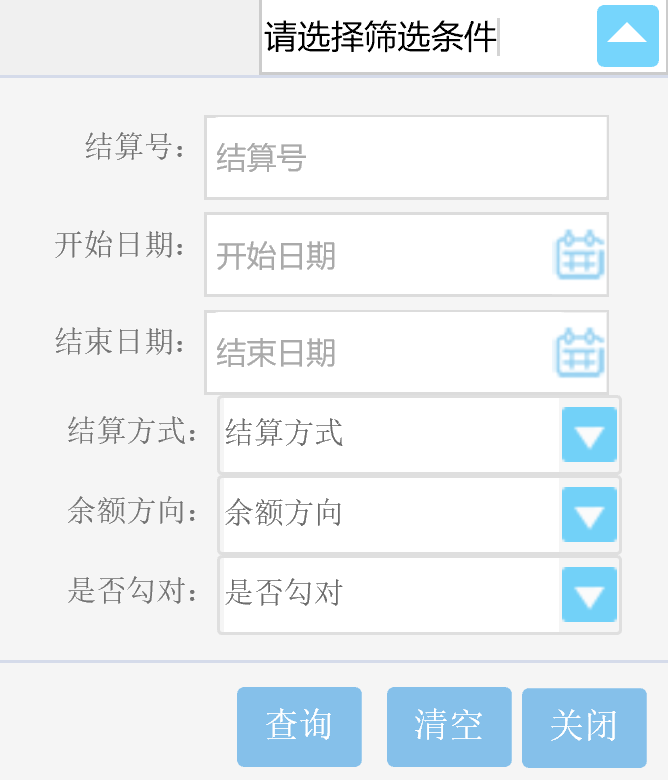 请选择筛选条件
结算号： 结算号
开始日期： 开始日期
结束日期： 结束日期
结算方式： 结算方式
余额方向： 余额方向
是否勾对： 是否勾对
查询 清空 关闭